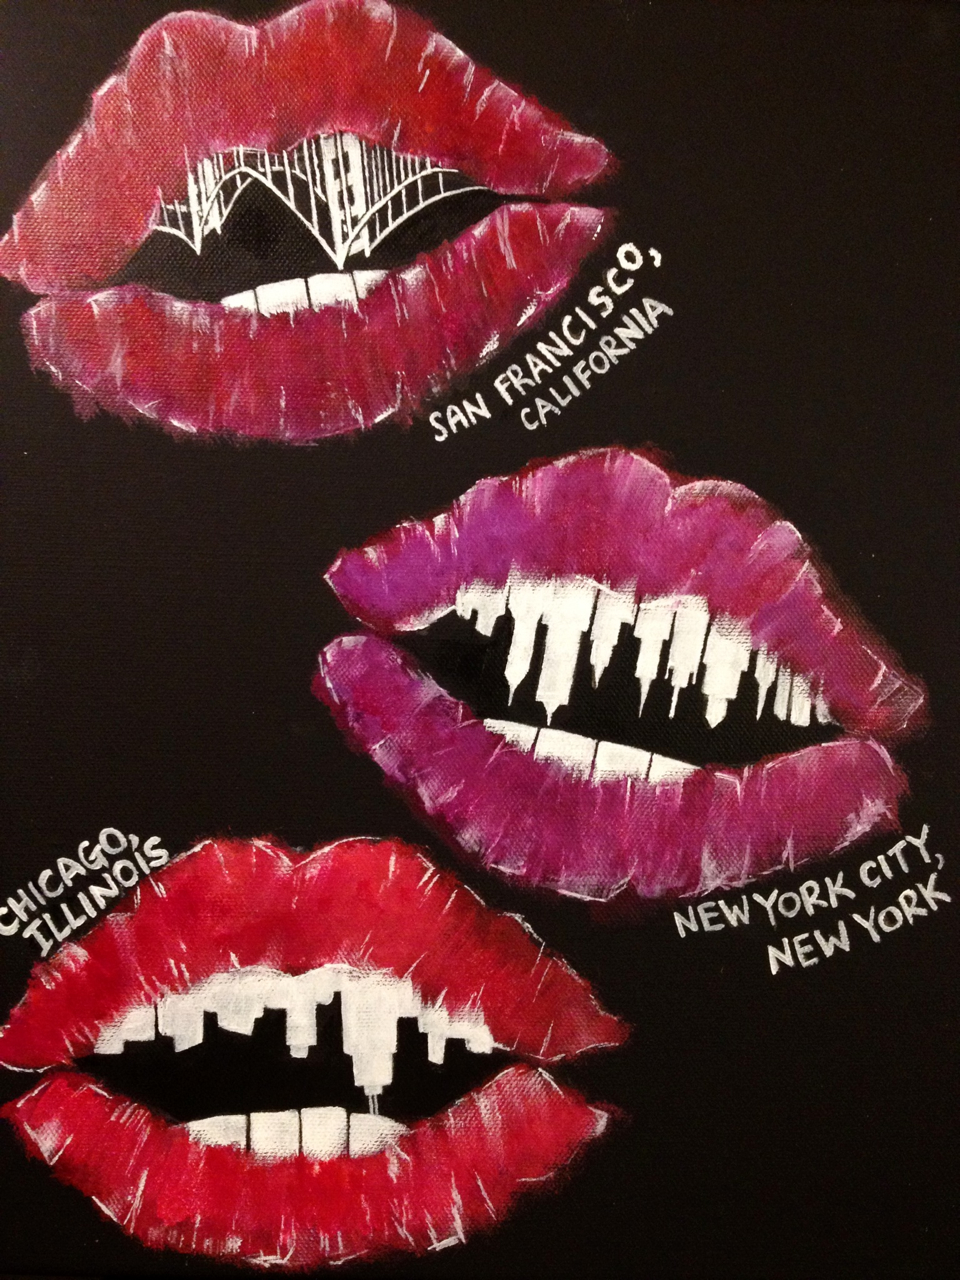 SAN FRANCISCO,
CALIFORNIA
NEW YORK CITY,
NEW YORK
CHICAGO,
ILLINOIS